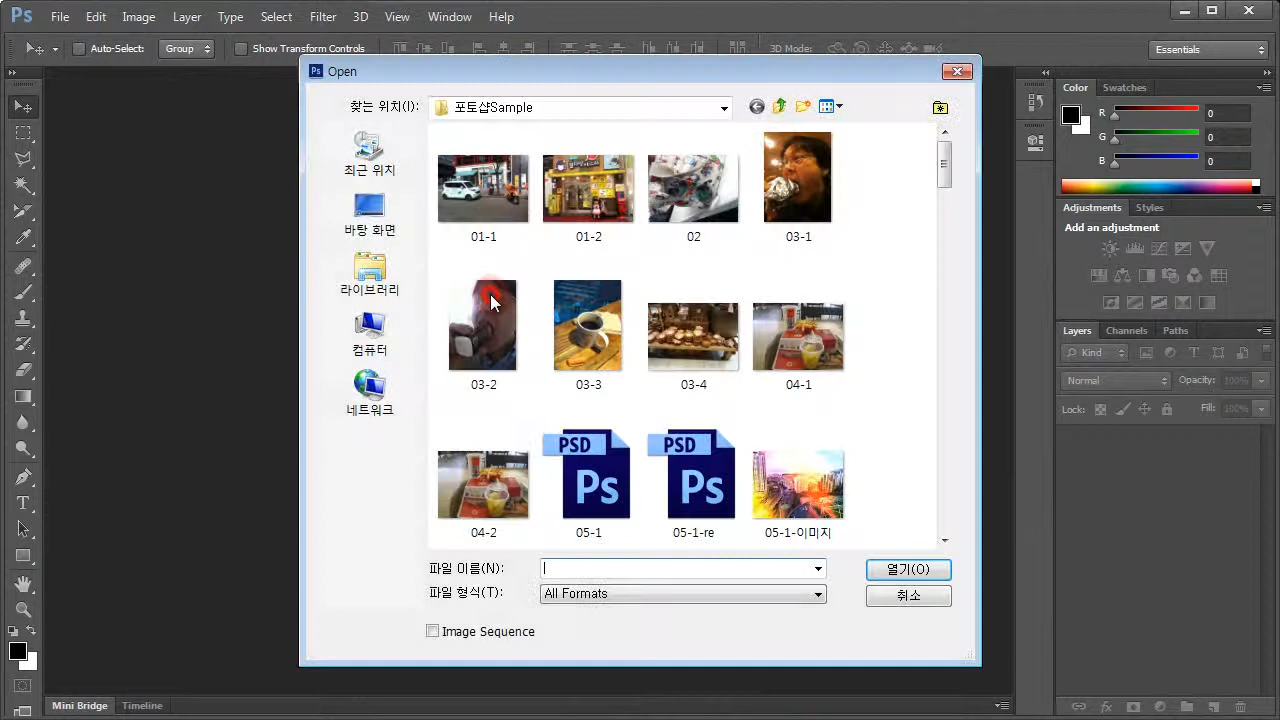 Ps File Edit Image Layer Type Select Filter 3D View Window Help
Auto-Select: Group Show Transform Controls 3D Mode: Essentials
Ps Open
찾는 위치(I): 포토샵Sample
최근 위치
바탕 화면
라이브러리
컴퓨터
네트워크
01-1 01-2 02 03-1
03-2 03-3 03-4 04-1
PSD PSD
Ps Ps
04-2 05-1 05-1-re 05-1-이미지
파일 이름(N): 열기(O)
파일 형식(T): All Formats 취소
Image Sequence
Color Swatches
R 0
G 0
B 0
Adjustments Styles
Add an adjustment
Layers Channels Paths
Kind
Normal Opacity: 100%
Lock: Fill: 100%
Mini Bridge Timeline